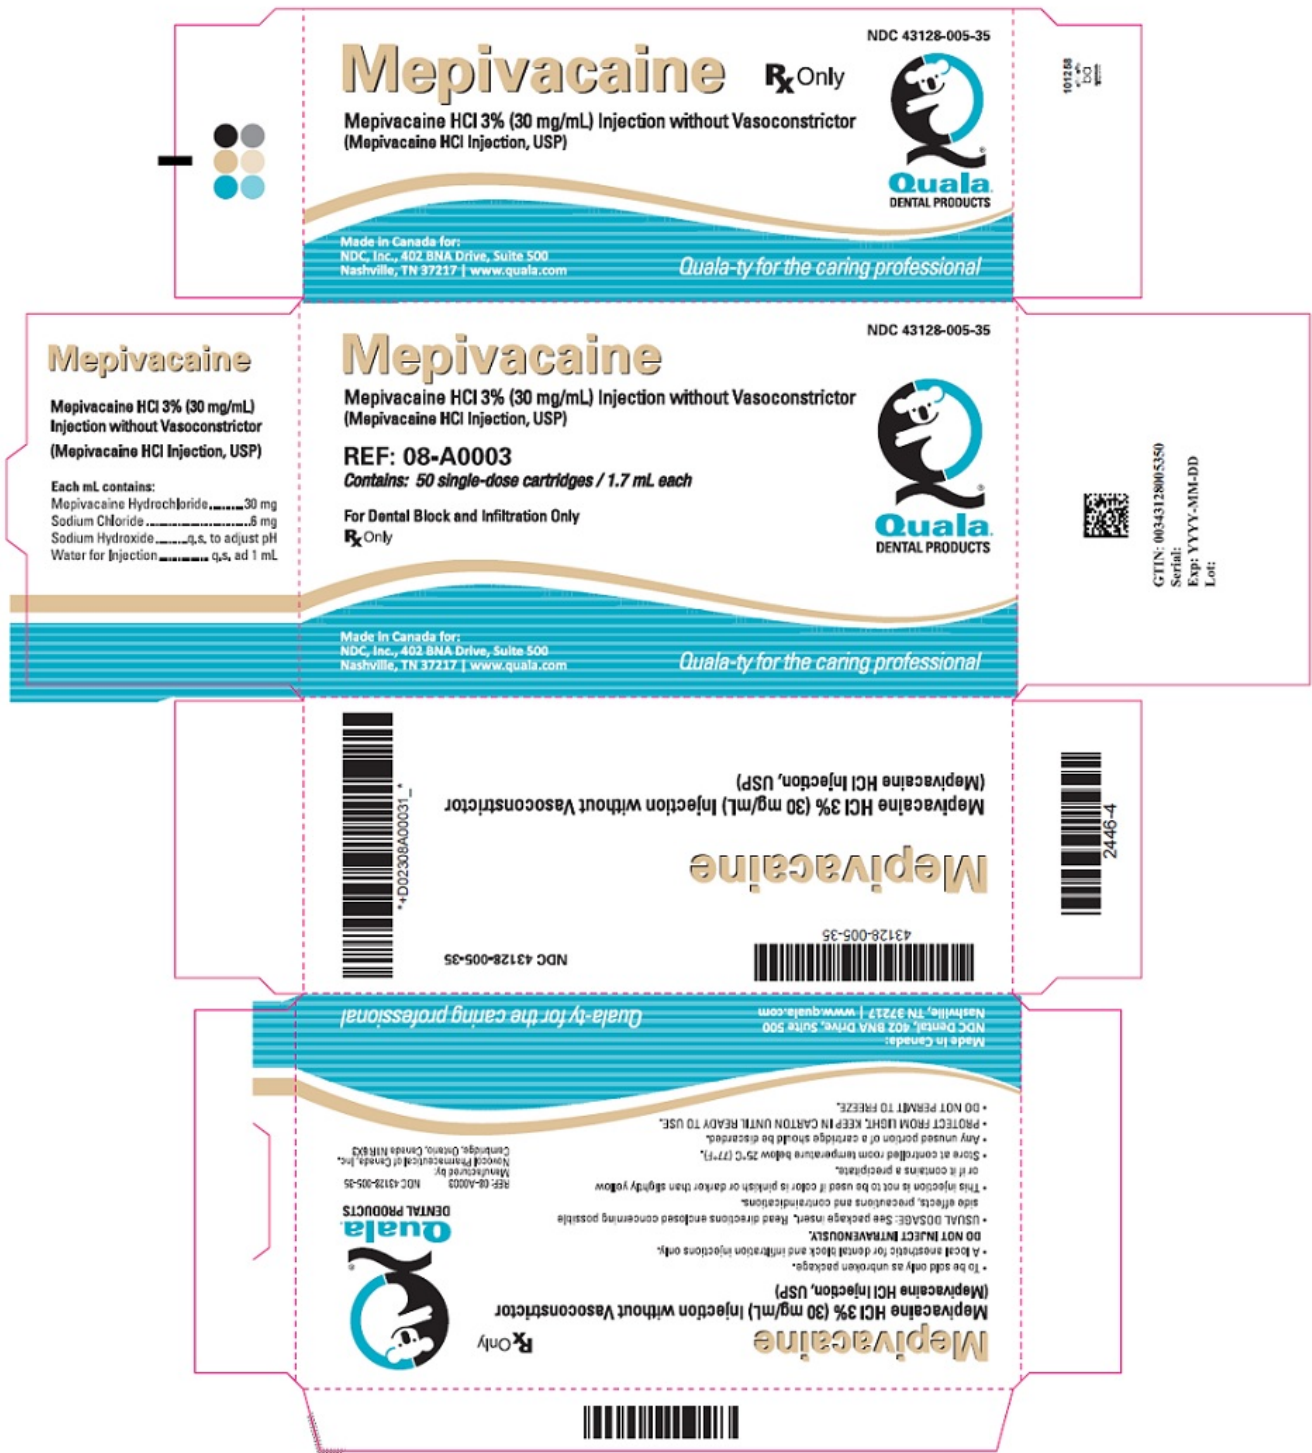 Mepivacaine
Rx Only
NDC 43128-005-35
Mepivacaine HCl 3% (30 mg/mL) Injection without Vasoconstrictor
(Mepivacaine HCl Injection, USP)
Quala®
DENTAL PRODUCTS
Made in Canada for:
NDC, Inc., 402 BNA Drive, Suite 500
Nashville, TN 37217 | www.quala.com
Quala-ty for the caring professional
101258
Mepivacaine
Mepivacaine HCl 3% (30 mg/mL)
Injection without Vasoconstrictor
(Mepivacaine HCl Injection, USP)
Each mL contains:
Mepivacaine Hydrochloride..........30 mg
Sodium Chloride..............................6 mg
Sodium Hydroxide.........q.s. to adjust pH
Water for Injection.............. q.s. ad 1 mL
Mepivacaine
NDC 43128-005-35
Mepivacaine HCl 3% (30 mg/mL) Injection without Vasoconstrictor
(Mepivacaine HCl Injection, USP)
REF: 08-A0003
Contains: 50 single-dose cartridges / 1.7 mL each
For Dental Block and Infiltration Only
Rx Only
Quala®
DENTAL PRODUCTS
Made in Canada for:
NDC, Inc., 402 BNA Drive, Suite 500
Nashville, TN 37217 | www.quala.com
Quala-ty for the caring professional
GTIN: 00343128005350
Serial:
Exp: YYYY-MM-DD
Lot:
43128-005-35
NDC 43128-005-35
Mepivacaine
Mepivacaine HCl 3% (30 mg/mL) Injection without Vasoconstrictor
(Mepivacaine HCl Injection, USP)
*+D02308A00031_*
2446-4
Mepivacaine
Rx Only
Mepivacaine HCl 3% (30 mg/mL) Injection without Vasoconstrictor
(Mepivacaine HCl Injection, USP)
• To be sold only as unbroken package.
• A local anesthetic for dental block and infiltration injections only.
DO NOT INJECT INTRAVENOUSLY.
• USUAL DOSAGE: See package insert. Read directions enclosed concerning possible
side effects, precautions and contraindications.
• This injection is not to be used if color is pinkish or darker than slightly yellow
or if it contains a precipitate.
• Store at controlled room temperature below 25°C (77°F).
• Any unused portion of a cartridge should be discarded.
• PROTECT FROM LIGHT, KEEP IN CARTON UNTIL READY TO USE.
• DO NOT PERMIT TO FREEZE.
Quala®
DENTAL PRODUCTS
REF: 08-A0003 NDC 43128-005-35
Manufactured by:
Novocol Pharmaceutical of Canada, Inc.
Cambridge, Ontario, Canada N1R 6X3
Made in Canada:
NDC Dental, 402 BNA Drive, Suite 500
Nashville, TN 37217 | www.quala.com
Quala-ty for the caring professional